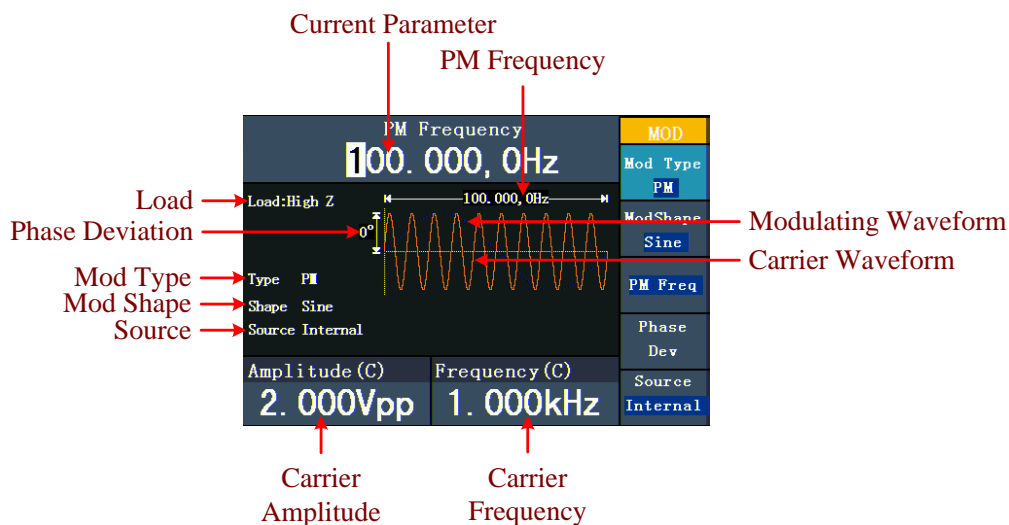 Current Parameter
PM Frequency
PM Frequency
100.000,0Hz
MOD
Mod Type
PM
ModShape
Sine
PM Freq
Phase
Dev
Source
Internal
Load
Phase Deviation
Mod Type
Mod Shape
Source
Load:High Z
100.000,0Hz
0°
Type PM
Shape Sine
Source Internal
Modulating Waveform
Carrier Waveform
Amplitude(C)
2.000Vpp
Frequency(C)
1.000kHz
Carrier
Amplitude
Carrier
Frequency